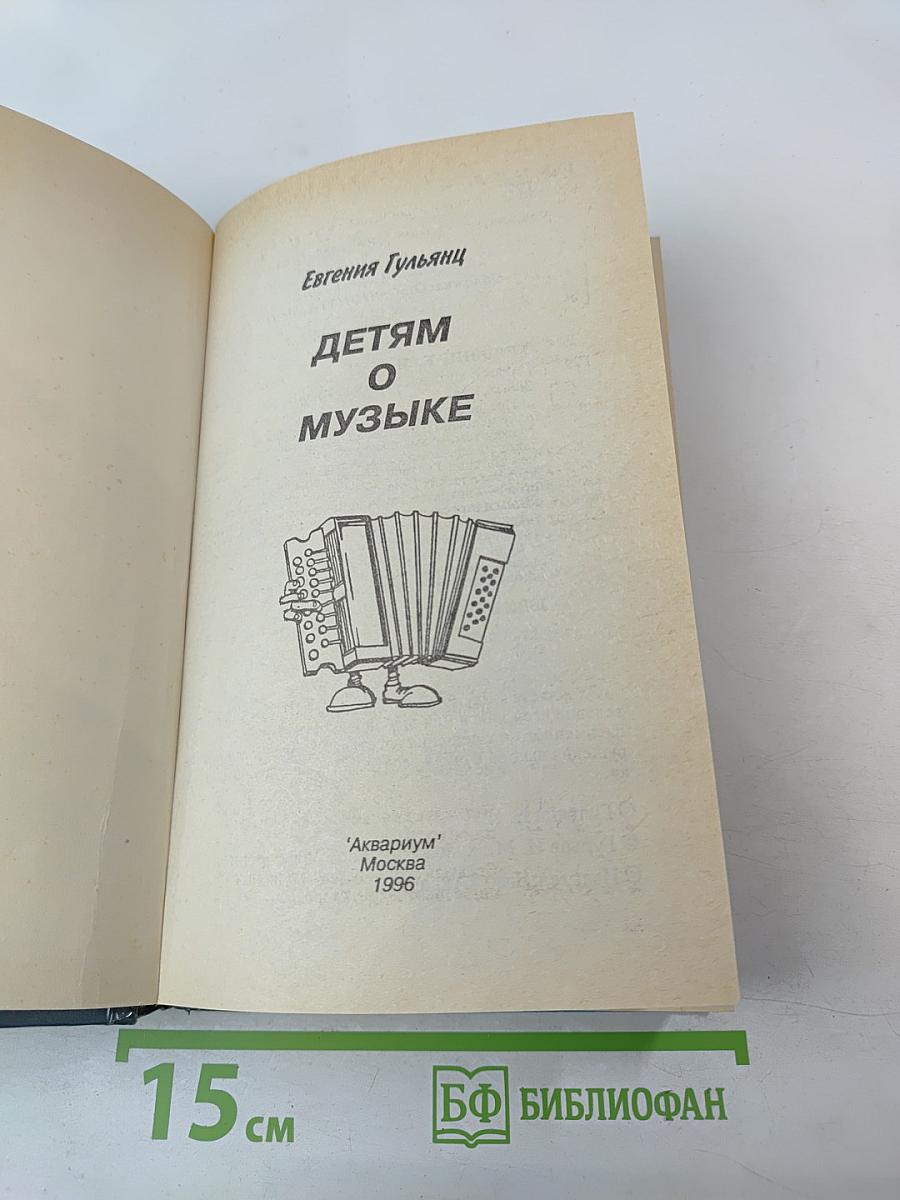 Евгения Гульянц
ДЕТЯМ
О
МУЗЫКЕ
‘Аквариум’
Москва
1996
15 см
БФ БИБЛИОФАН